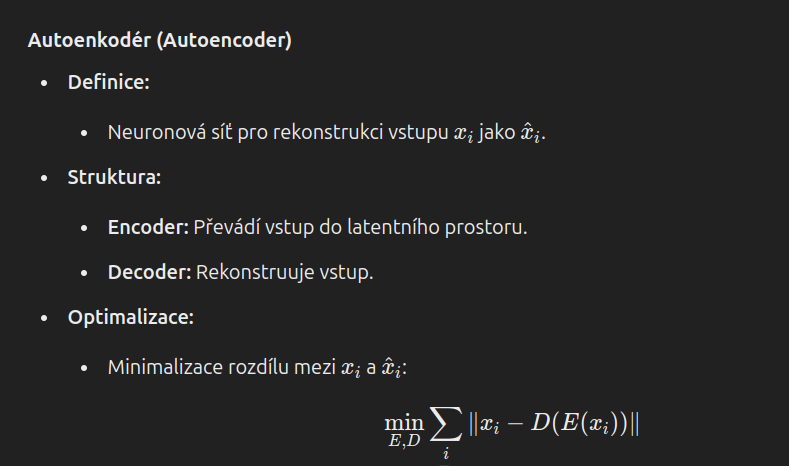 Autoenkodér (Autoencoder)
• Definice:
• Neuronová síť pro rekonstrukci vstupu $x_i$ jako $\hat{x}_i$.
• Struktura:
• Encoder: Převádí vstup do latentního prostoru.
• Decoder: Rekonstruuje vstup.
• Optimalizace:
• Minimalizace rozdílu mezi $x_i$ a $\hat{x}_i$:
$\min_{E,D} \sum_i \|x_i - D(E(x_i))\|$